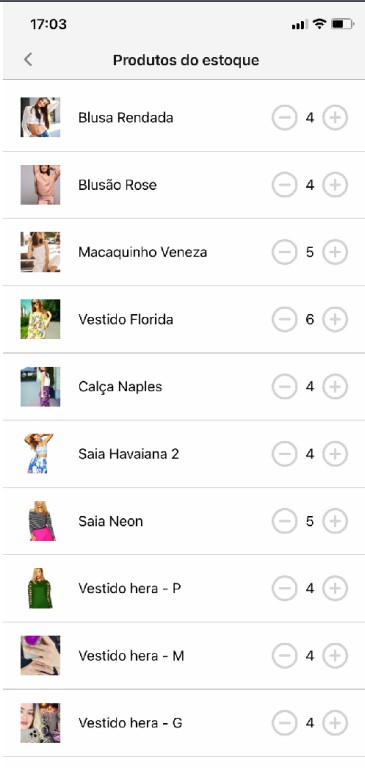 17:03
Produtos do estoque
Blusa Rendada 4
Blusão Rose 4
Macaquinho Veneza 5
Vestido Florida 6
Calça Naples 4
Saia Havaiana 2 4
Saia Neon 5
Vestido hera - P 4
Vestido hera - M 4
Vestido hera - G 4